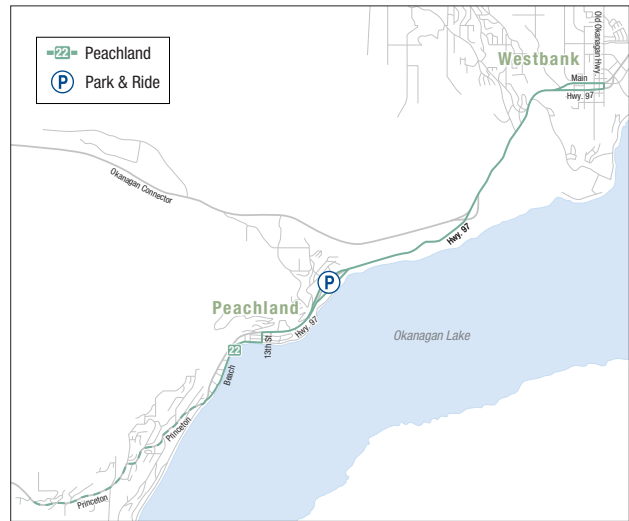 22 Peachland
P Park & Ride
Old Okanagan Hwy.
Westbank
Main
Hwy. 97
Okanagan Connector
Hwy. 97
P
Peachland
Hwy. 97
13th St.
Okanagan Lake
22
Beach
Princeton
Princeton